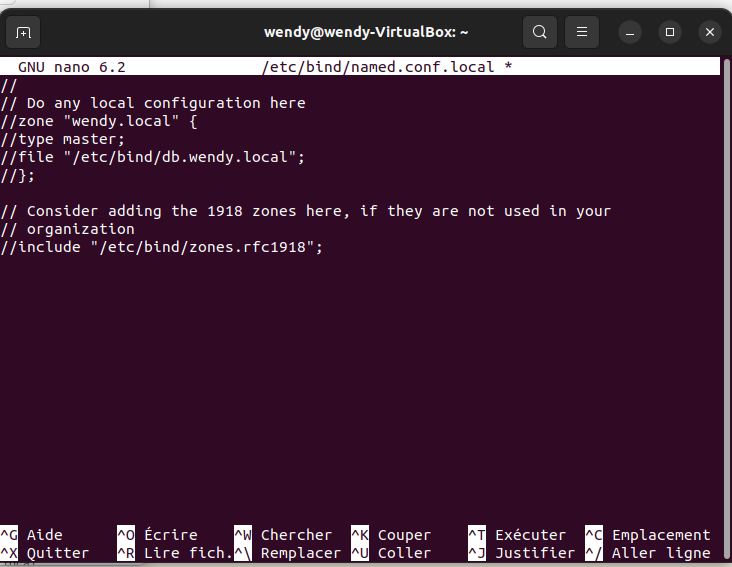 wendy@wendy-VirtualBox: ~
GNU nano 6.2 /etc/bind/named.conf.local *
//
// Do any local configuration here
//zone "wendy.local" {
//type master;
//file "/etc/bind/db.wendy.local";
//};
// Consider adding the 1918 zones here, if they are not used in your
// organization
//include "/etc/bind/zones.rfc1918";
^G Aide ^O Écrire ^W Chercher ^K Couper ^T Exécuter ^C Emplacement
^X Quitter ^R Lire fich. ^\ Remplacer ^U Coller ^J Justifier ^/ Aller ligne